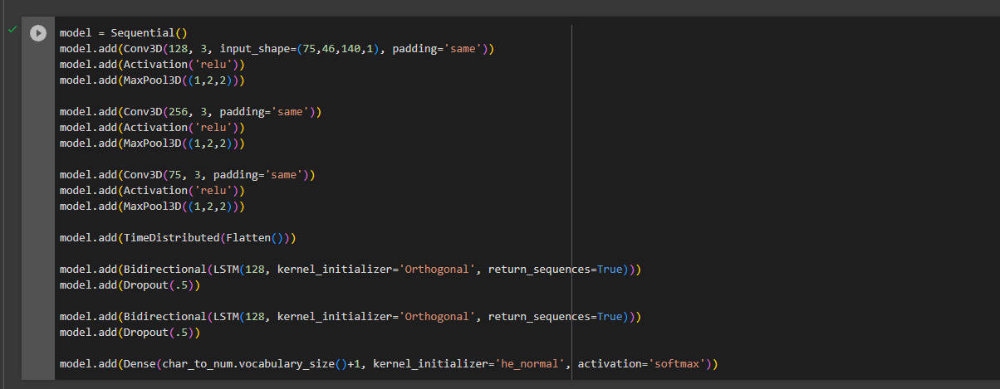 model = Sequential()
model.add(Conv3D(128, 3, input_shape=(75,46,140,1), padding='same'))
model.add(Activation('relu'))
model.add(MaxPool3D((1,2,2)))
model.add(Conv3D(256, 3, padding='same'))
model.add(Activation('relu'))
model.add(MaxPool3D((1,2,2)))
model.add(Conv3D(75, 3, padding='same'))
model.add(Activation('relu'))
model.add(MaxPool3D((1,2,2)))
model.add(TimeDistributed(Flatten()))
model.add(Bidirectional(LSTM(128, kernel_initializer='Orthogonal', return_sequences=True)))
model.add(Dropout(.5))
model.add(Bidirectional(LSTM(128, kernel_initializer='Orthogonal', return_sequences=True)))
model.add(Dropout(.5))
model.add(Dense(char_to_num.vocabulary_size()+1, kernel_initializer='he_normal', activation='softmax'))